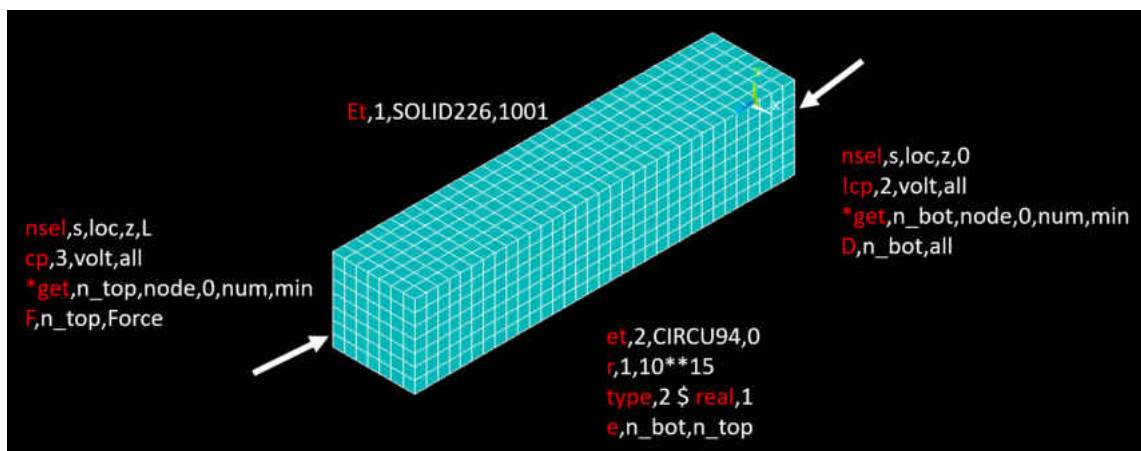 Et,1,SOLID226,1001
nsel,s,loc,z,0
!cp,2,volt,all
*get,n_bot,node,0,num,min
D,n_bot,all
nsel,s,loc,z,L
cp,3,volt,all
*get,n_top,node,0,num,min
F,n_top,Force
et,2,CIRCU94,0
r,1,10**15
type,2 $ real,1
e,n_bot,n_top
X